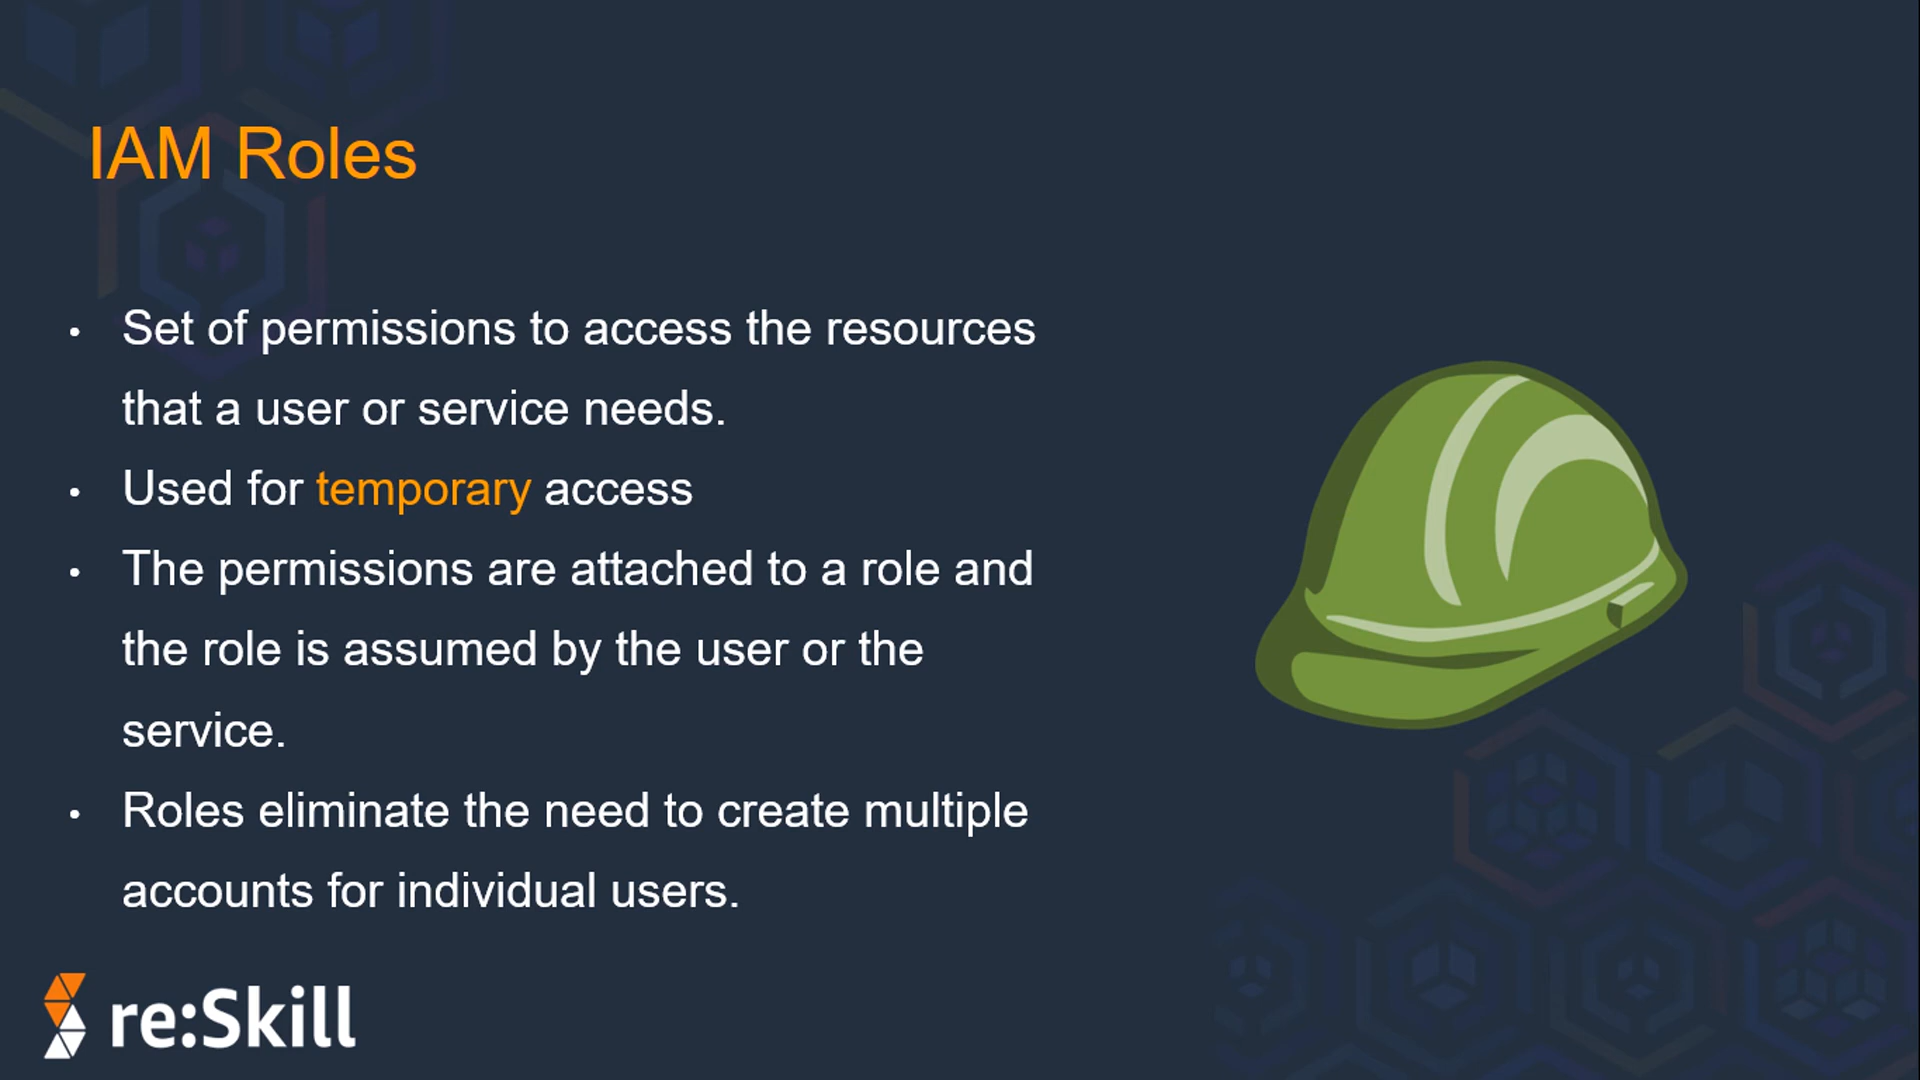 IAM Roles
• Set of permissions to access the resources
that a user or service needs.
• Used for temporary access
• The permissions are attached to a role and
the role is assumed by the user or the
service.
• Roles eliminate the need to create multiple
accounts for individual users.
re:Skill